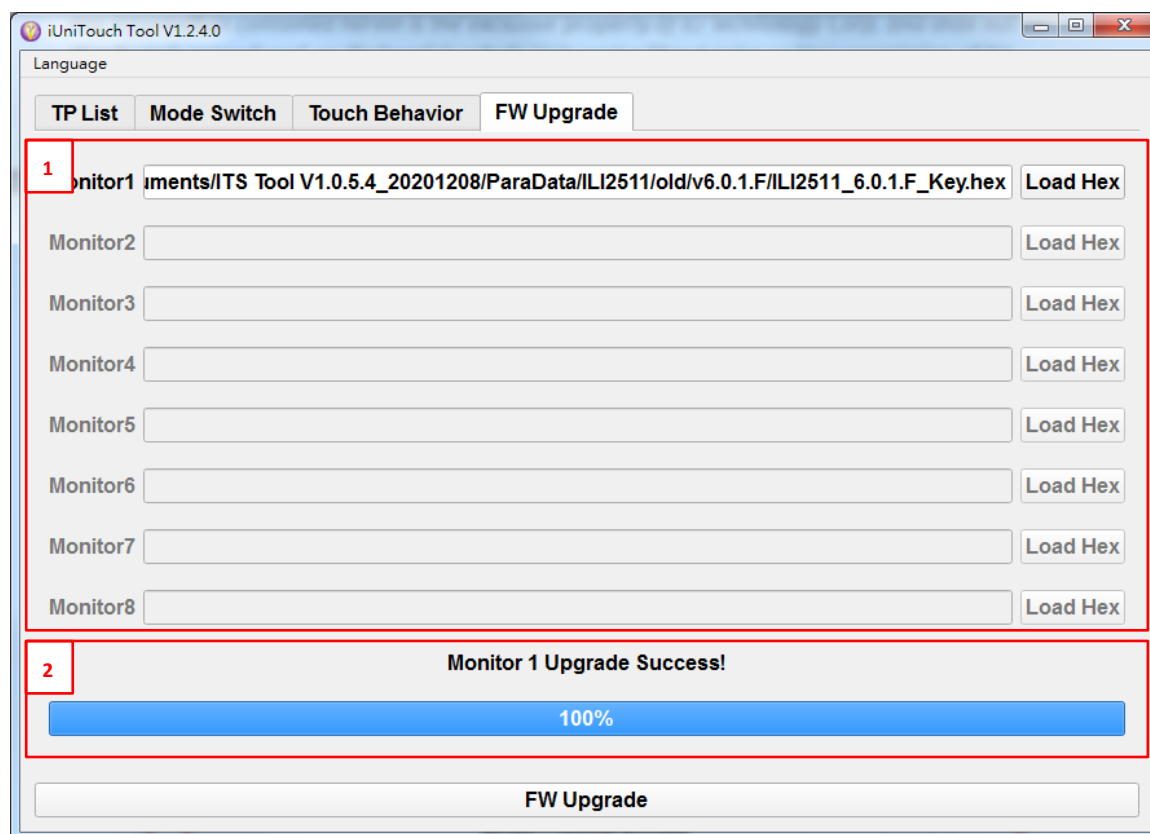 iUniTouch Tool V1.2.4.0
Language
TP List Mode Switch Touch Behavior FW Upgrade
1
onitor1 uments/ITS Tool V1.0.5.4_20201208/ParaData/ILI2511/old/v6.0.1.F/ILI2511_6.0.1.F_Key.hex Load Hex
Monitor2 Load Hex
Monitor3 Load Hex
Monitor4 Load Hex
Monitor5 Load Hex
Monitor6 Load Hex
Monitor7 Load Hex
Monitor8 Load Hex
2
Monitor 1 Upgrade Success!
100%
FW Upgrade